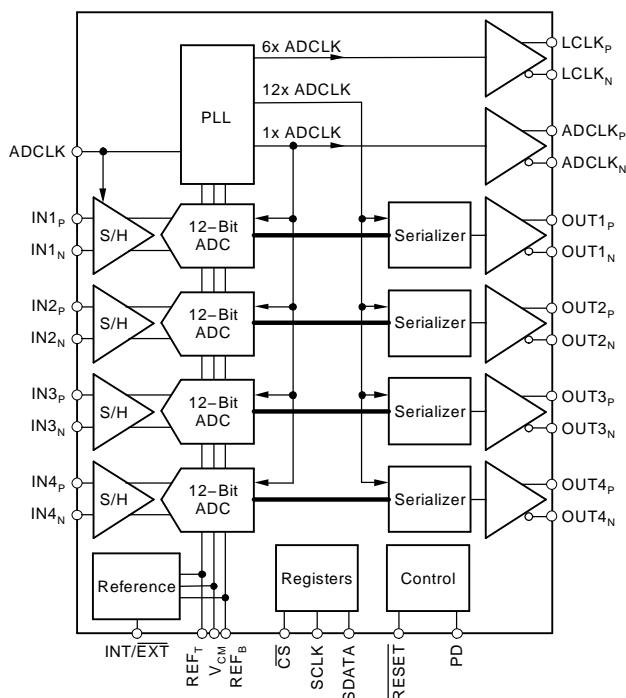 6x ADCLK
LCLKP
12x ADCLK
LCLKN
PLL
1x ADCLK
ADCLKP
ADCLK
ADCLKN
IN1P
S/H
12–Bit
ADC
Serializer
OUT1P
IN1N
OUT1N
IN2P
S/H
12–Bit
ADC
Serializer
OUT2P
IN2N
OUT2N
IN3P
S/H
12–Bit
ADC
Serializer
OUT3P
IN3N
OUT3N
IN4P
S/H
12–Bit
ADC
Serializer
OUT4P
IN4N
OUT4N
Reference
Registers
Control
INT/EXT
REFT
VCM
REFB
CS
SCLK
SDATA
RESET
PD